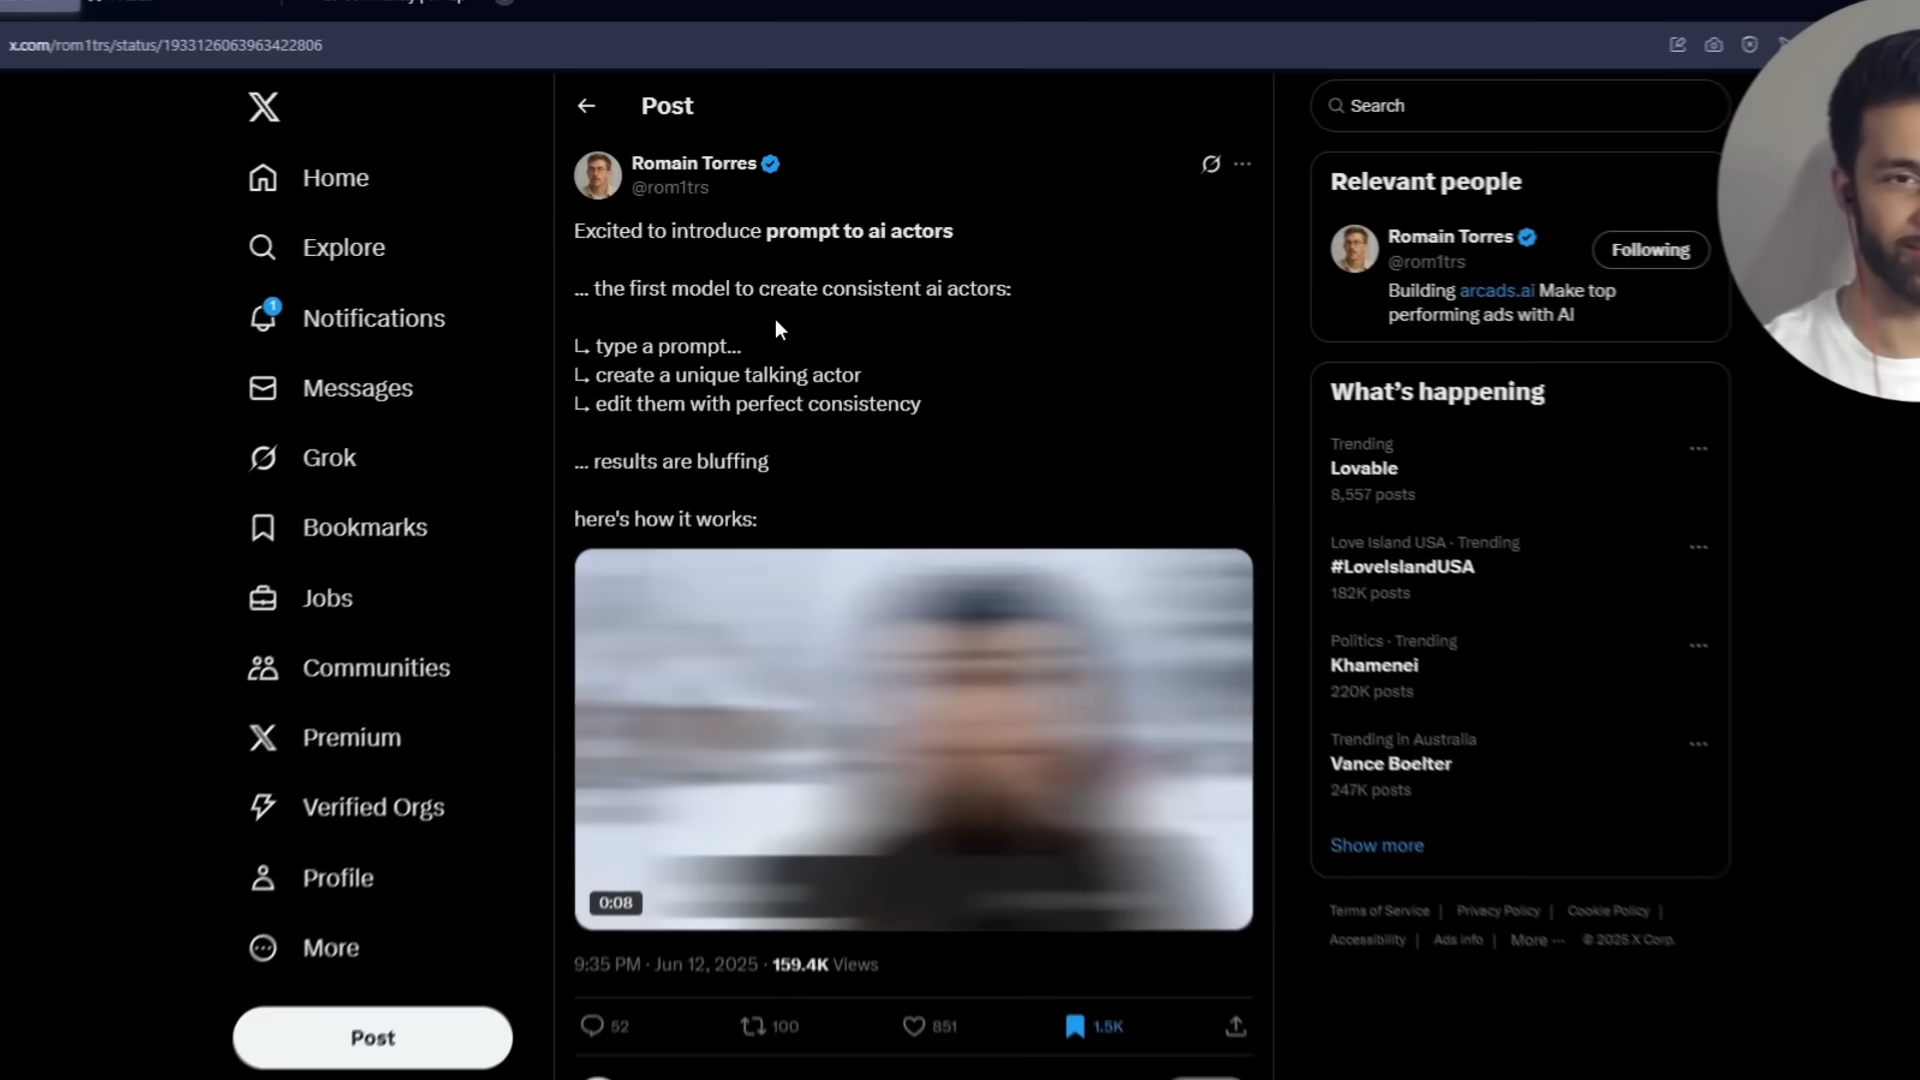 x.com/rom1trs/status/1933126063963422806
Home
Explore
1
Notifications
Messages
Grok
Bookmarks
Jobs
Communities
Premium
Verified Orgs
Profile
More
Post
Post
Romain Torres
@rom1trs
Excited to introduce prompt to ai actors
... the first model to create consistent ai actors:
↳ type a prompt...
↳ create a unique talking actor
↳ edit them with perfect consistency
... results are bluffing
here's how it works:
0:08
9:35 PM · Jun 12, 2025 · 159.4K Views
52
100
851
1.5K
Search
Relevant people
Romain Torres
@rom1trs
Following
Building arcads.ai Make top
performing ads with AI
What's happening
Trending
Lovable
8,557 posts
Love Island USA · Trending
#LoveIslandUSA
182K posts
Politics · Trending
Khamenei
220K posts
Trending in Australia
Vance Boelter
247K posts
Show more
Terms of Service | Privacy Policy | Cookie Policy |
Accessibility | Ads info | More ··· © 2025 X Corp.